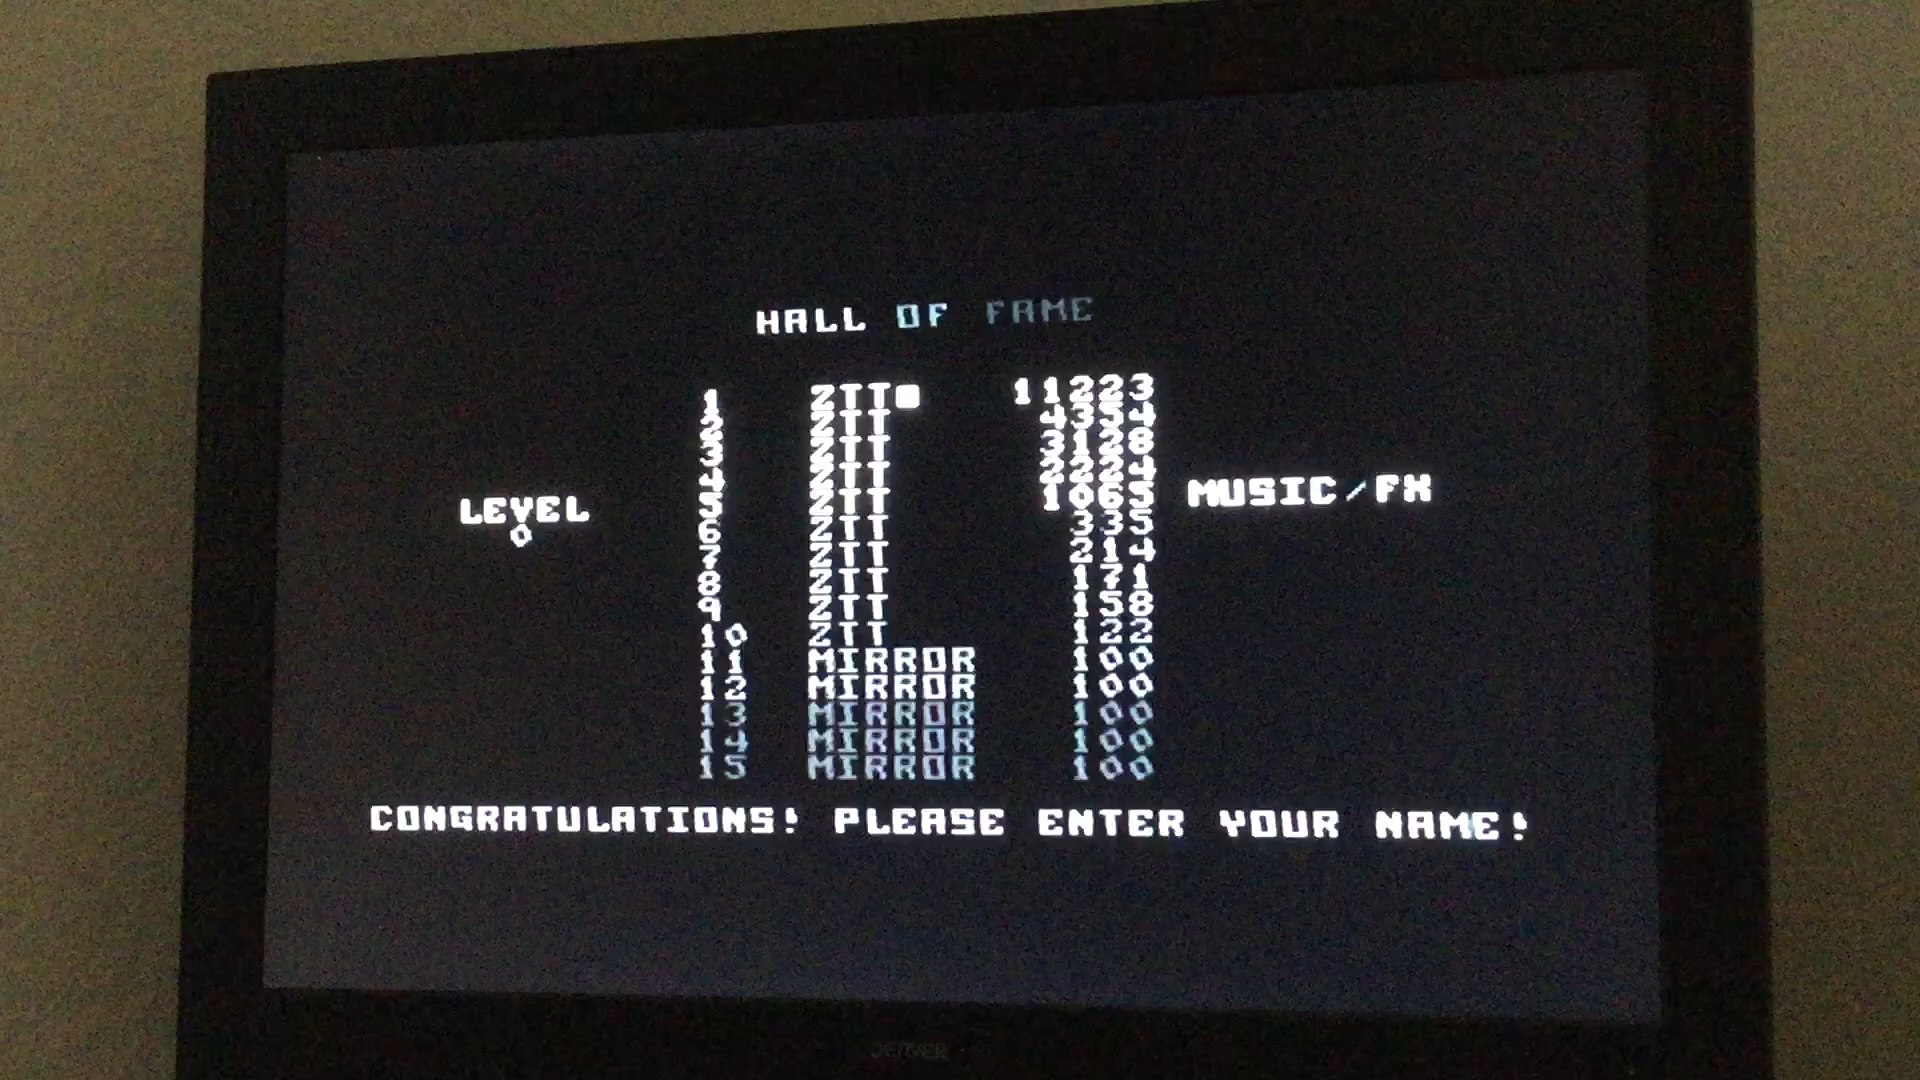 HALL OF FAME
1 ZTT 11223
2 ZTT 4354
3 ZTT 3128
4 ZTT 2224
LEVEL 5 ZTT 1065 MUSIC/FX
0 6 ZTT 335
7 ZTT 214
8 ZTT 171
9 ZTT 158
10 ZTT 122
11 MIRROR 100
12 MIRROR 100
13 MIRROR 100
14 MIRROR 100
15 MIRROR 100
CONGRATULATIONS! PLEASE ENTER YOUR NAME!
DENVER